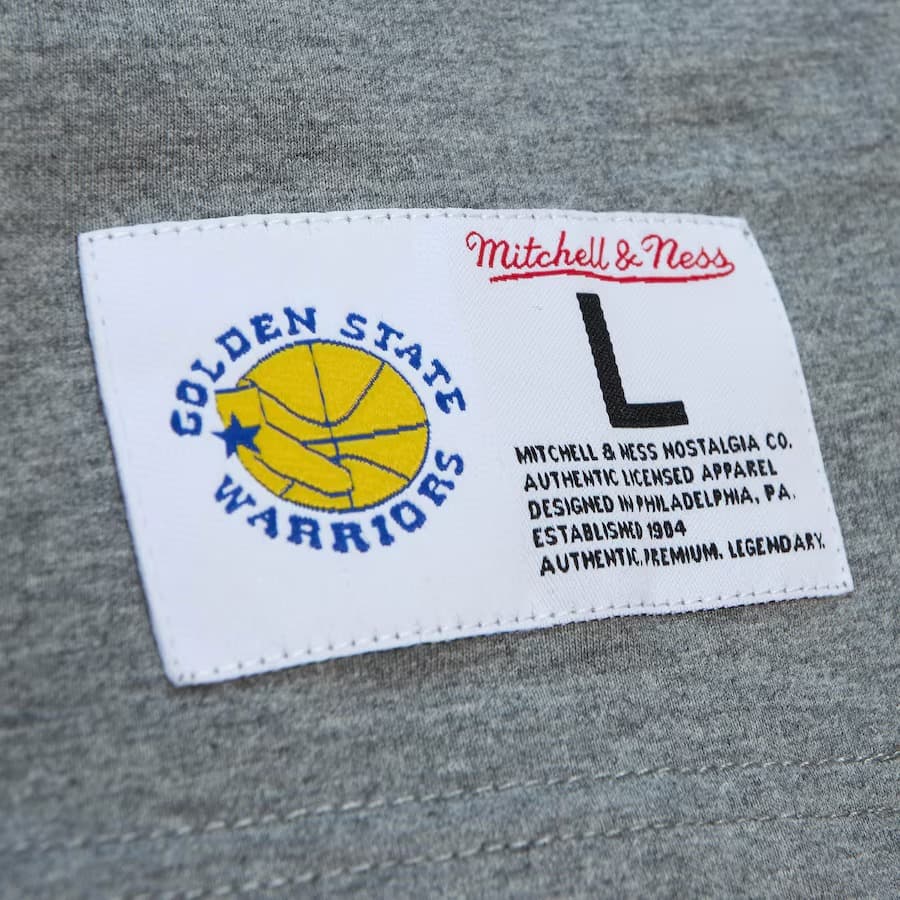 GOLDEN STATE
WARRIORS
Mitchell & Ness
L
MITCHELL & NESS NOSTALGIA CO.
AUTHENTIC LICENSED APPAREL
DESIGNED IN PHILADELPHIA, PA.
ESTABLISHED 1904
AUTHENTIC. PREMIUM. LEGENDARY.